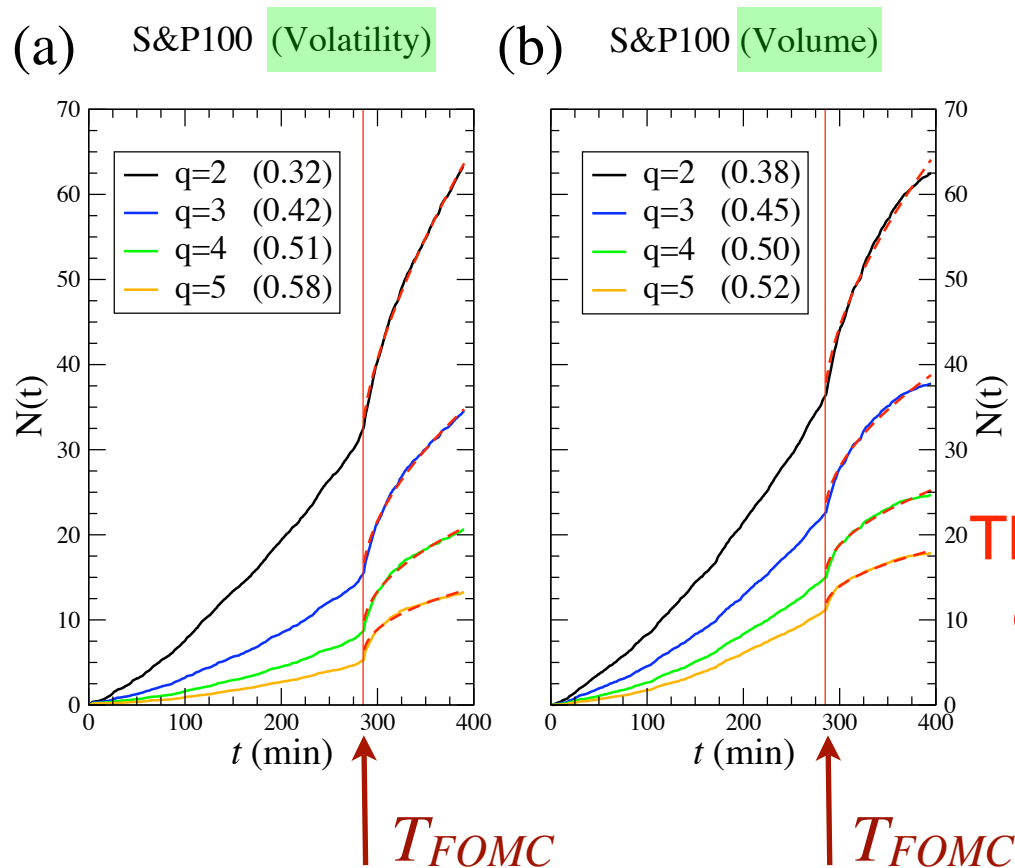 (a) S&P100 (Volatility)
70
60
50
40
30
20
10
0
N(t)
q=2 (0.32)
q=3 (0.42)
q=4 (0.51)
q=5 (0.58)
0 100 200 300 400
t (min)
T_FOMC
(b) S&P100 (Volume)
q=2 (0.38)
q=3 (0.45)
q=4 (0.50)
q=5 (0.52)
70
60
50
40
30
20
10
0
N(t)
0 100 200 300 400
t (min)
T_FOMC